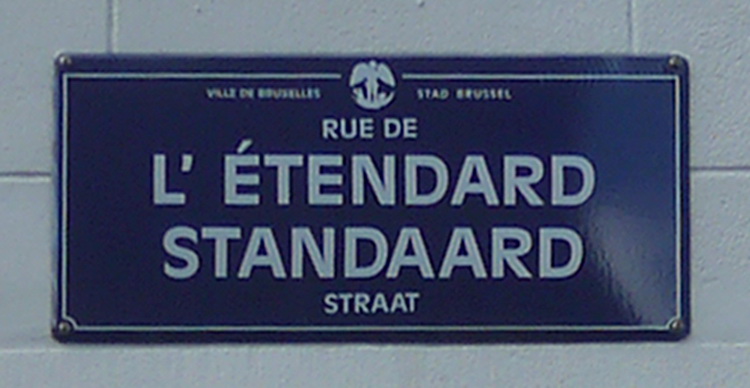 VILLE DE BRUXELLES STAD BRUSSEL
RUE DE
L' ÉTENDARD
STANDAARD
STRAAT